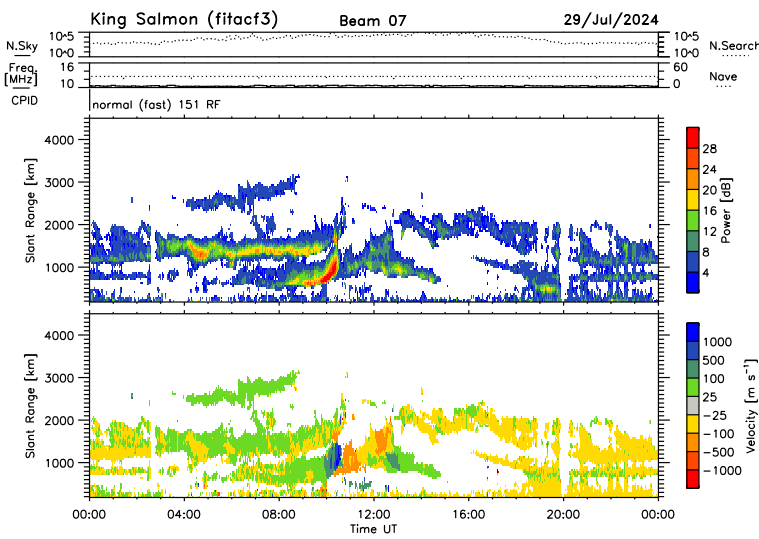 King Salmon (fitacf3) Beam 07 29/Jul/2024
N.Sky 10^5 10^0 10^5 10^0 N.Search
Freq. [MHz] 16 10 60 0 Nave
CPID normal (fast) 151 RF
Slant Range [km] 4000 3000 2000 1000
Power [dB] 28 24 20 16 12 8 4
Slant Range [km] 4000 3000 2000 1000
Velocity [m s⁻¹] 1000 500 100 25 −25 −100 −500 −1000
00:00 04:00 08:00 12:00 16:00 20:00 00:00
Time UT